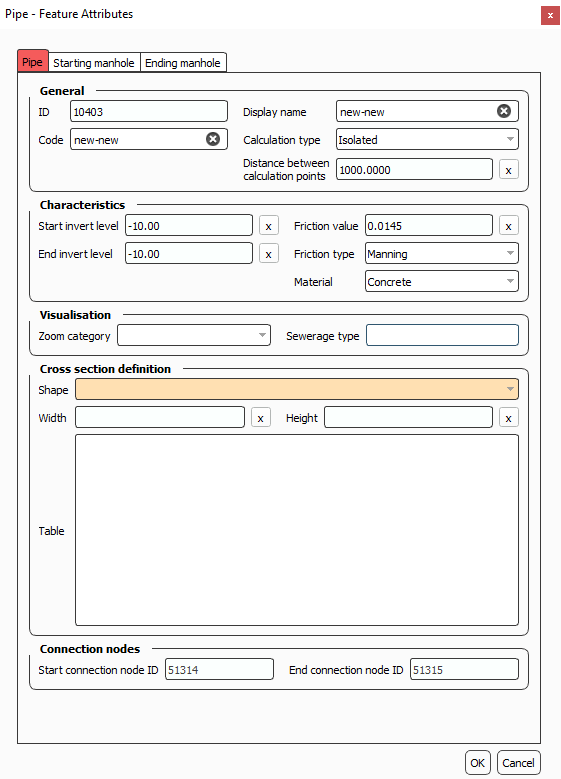 Pipe - Feature Attributes
x
Pipe Starting manhole Ending manhole
General
ID 10403 Display name new-new
Code new-new Calculation type Isolated
Distance between
calculation points 1000.0000 x
Characteristics
Start invert level -10.00 x Friction value 0.0145 x
End invert level -10.00 x Friction type Manning
Material Concrete
Visualisation
Zoom category Sewerage type
Cross section definition
Shape
Width x Height x
Table
Connection nodes
Start connection node ID 51314 End connection node ID 51315
OK Cancel